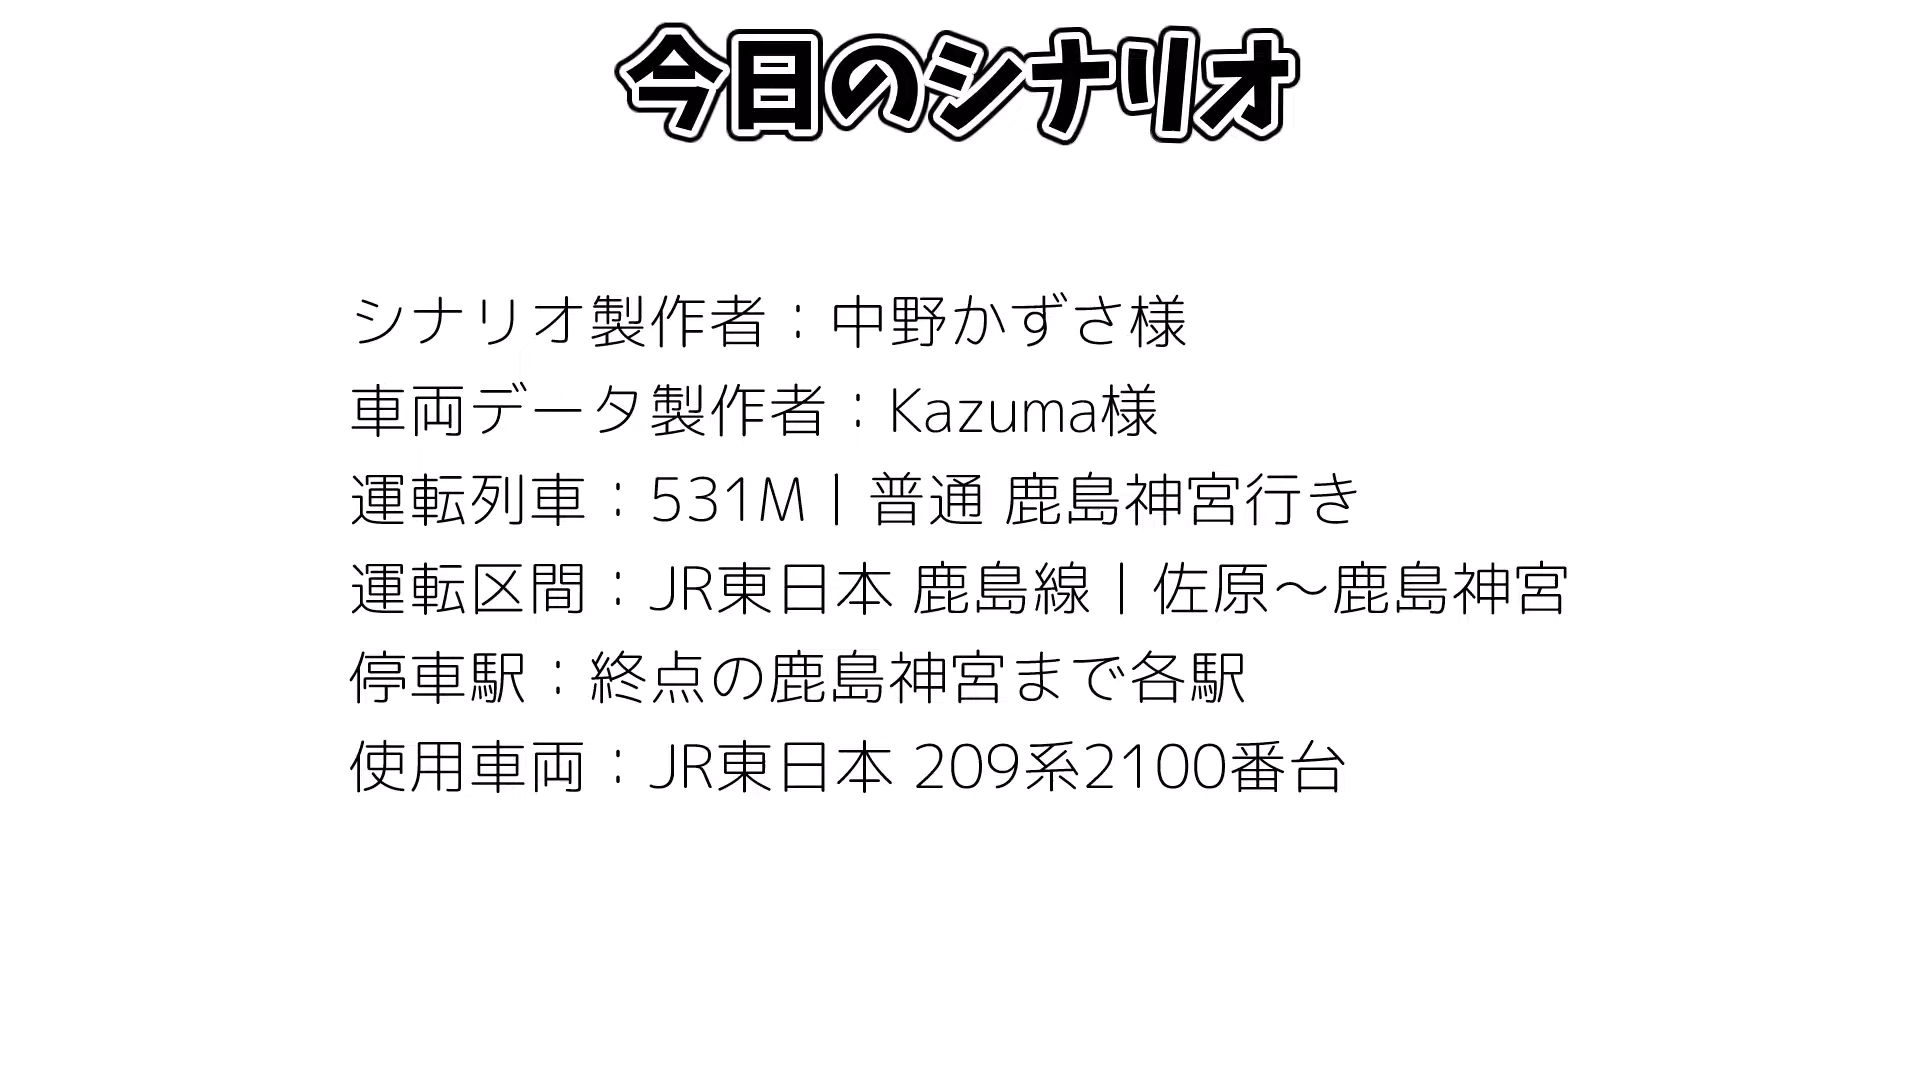 今日のシナリオ
シナリオ製作者：中野かずさ様
車両データ製作者：Kazuma様
運転列車：531M｜普通 鹿島神宮行き
運転区間：JR東日本 鹿島線｜佐原～鹿島神宮
停車駅：終点の鹿島神宮まで各駅
使用車両：JR東日本 209系2100番台